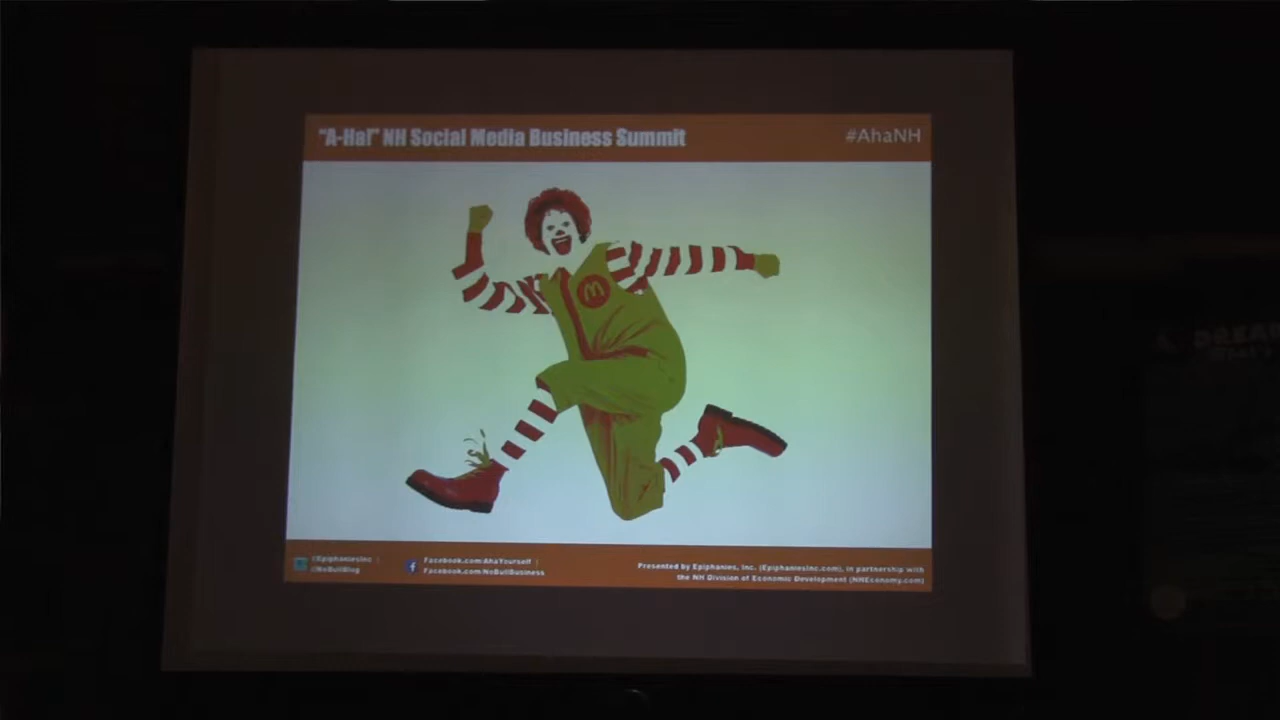 "A-Ha!" NH Social Media Business Summit
#AhaNH
M
@EpiphaniesInc |
@NoBullBlog
f
Facebook.com/AhaYourself |
Facebook.com/NoBullBusiness
Presented by Epiphanies, Inc. (EpiphaniesInc.com), in partnership with
the NH Division of Economic Development (NHEconomy.com)